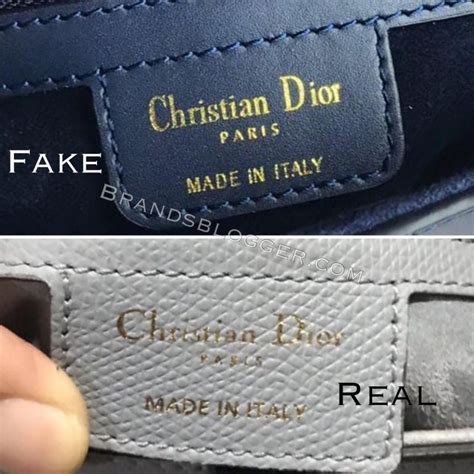 Christian Dior
PARIS
FAKE
MADE IN ITALY
BRANDSBLOGGER.COM
Christian Dior
PARIS
REAL
MADE IN ITALY